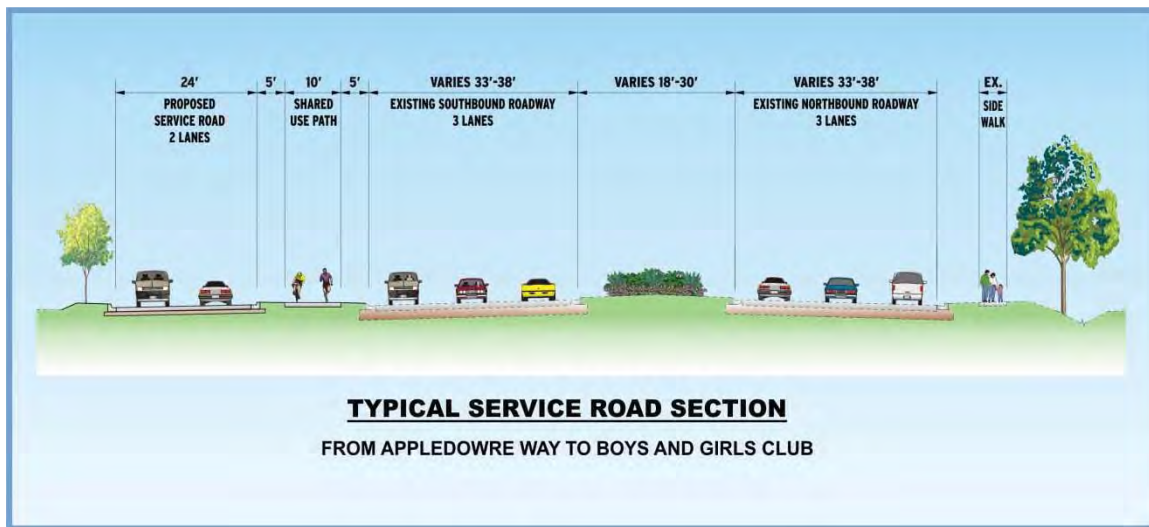 24' 5' 10' 5' VARIES 33'-38' VARIES 18'-30' VARIES 33'-38' EX.
PROPOSED
SERVICE ROAD
2 LANES
SHARED
USE PATH
EXISTING SOUTHBOUND ROADWAY
3 LANES
EXISTING NORTHBOUND ROADWAY
3 LANES
SIDE
WALK
TYPICAL SERVICE ROAD SECTION
FROM APPLEDOWRE WAY TO BOYS AND GIRLS CLUB